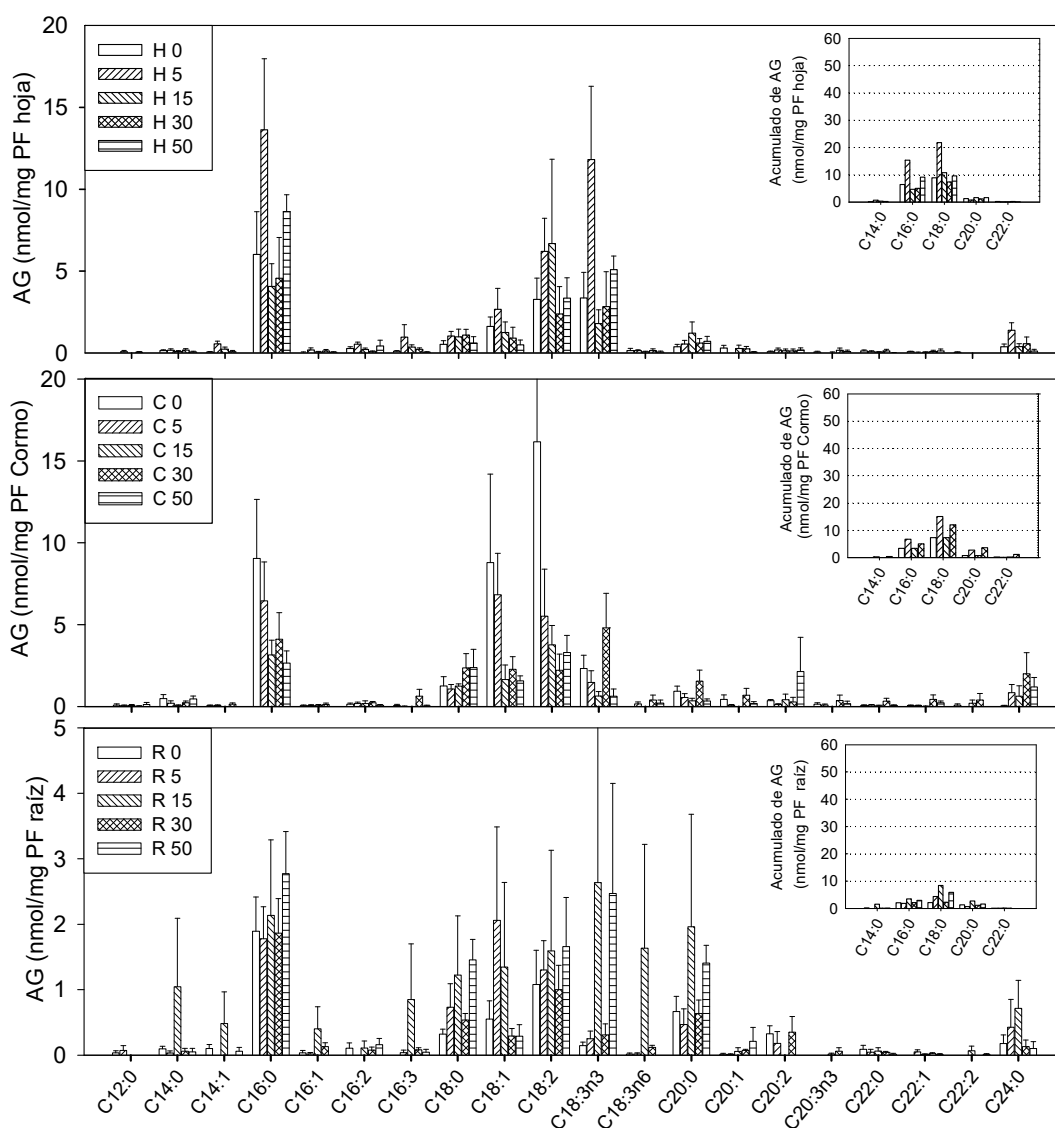 20
15
10
5
0
AG (nmol/mg PF hoja)
H 0
H 5
H 15
H 30
H 50
60
50
40
30
20
10
0
Acumulado de AG
(nmol/mg PF hoja)
C14:0
C16:0
C18:0
C20:0
C22:0
20
15
10
5
0
AG (nmol/mg PF Cormo)
C 0
C 5
C 15
C 30
C 50
60
50
40
30
20
10
0
Acumulado de AG
(nmol/mg PF Cormo)
C14:0
C16:0
C18:0
C20:0
C22:0
5
4
3
2
1
0
AG (nmol/mg PF raíz)
R 0
R 5
R 15
R 30
R 50
60
50
40
30
20
10
0
Acumulado de AG
(nmol/mg PF raíz)
C14:0
C16:0
C18:0
C20:0
C22:0
C12:0
C14:0
C14:1
C16:0
C16:1
C16:2
C16:3
C18:0
C18:1
C18:2
C18:3n3
C18:3n6
C20:0
C20:1
C20:2
C20:3n3
C22:0
C22:1
C22:2
C24:0